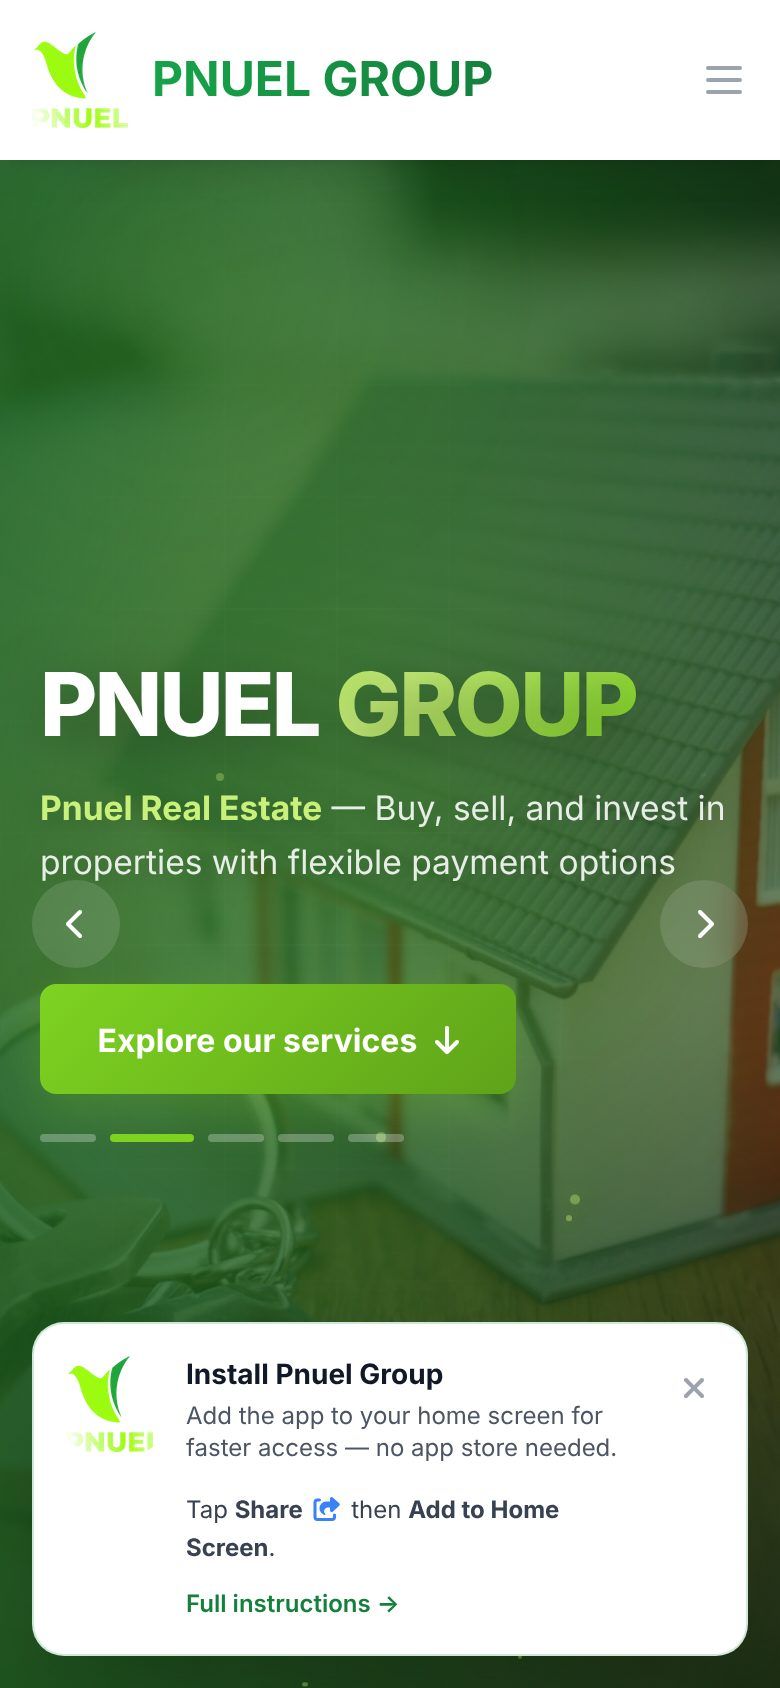 PNUEL
PNUEL GROUP
PNUEL GROUP
Pnuel Real Estate — Buy, sell, and invest in
properties with flexible payment options
Explore our services ↓
PNUEL
Install Pnuel Group
Add the app to your home screen for
faster access — no app store needed.
Tap Share then Add to Home
Screen.
Full instructions →